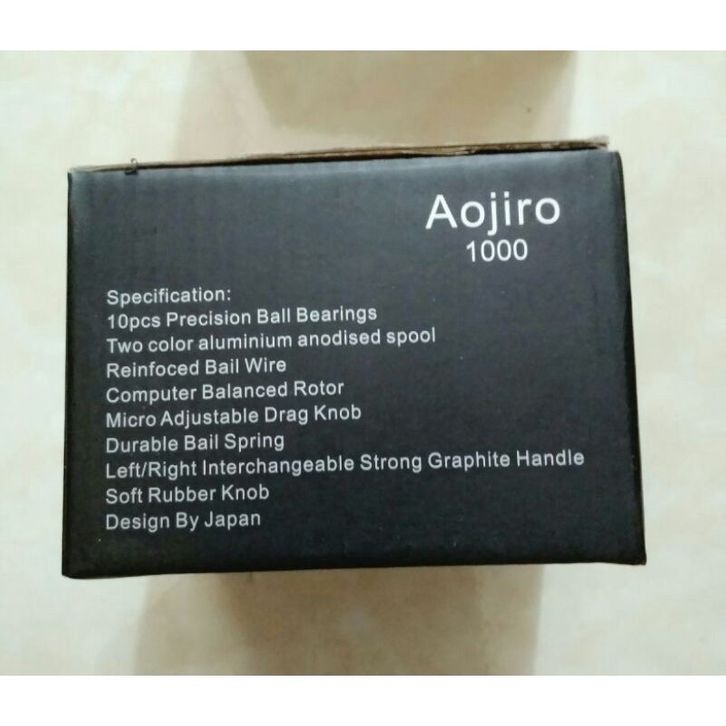 Aojiro
1000
Specification:
10pcs Precision Ball Bearings
Two color aluminium anodised spool
Reinfoced Bail Wire
Computer Balanced Rotor
Micro Adjustable Drag Knob
Durable Bail Spring
Left/Right Interchangeable Strong Graphite Handle
Soft Rubber Knob
Design By Japan